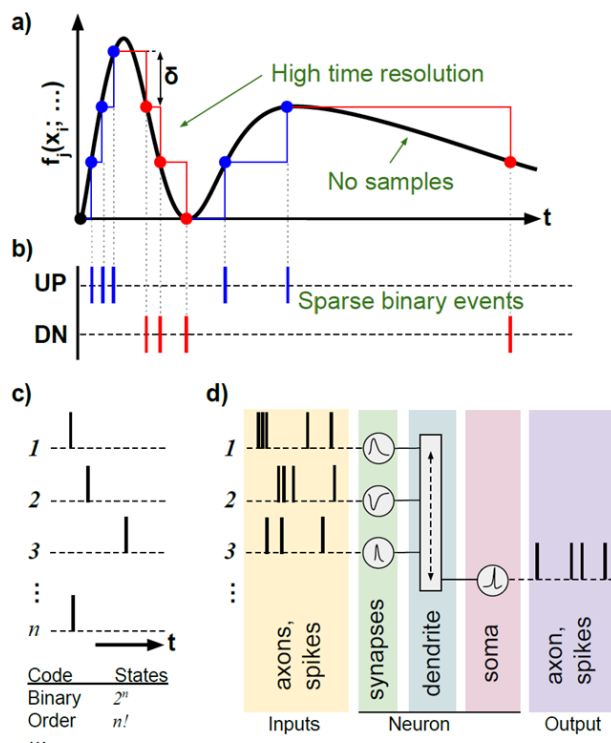 a)
δ
High time resolution
fj(xi; ...)
No samples
t
b)
UP
Sparse binary events
DN
c)
1
2
3
⋮
n
t
Code States
Binary 2ⁿ
Order n!
...
d)
1
2
3
⋮
axons,
spikes
synapses
dendrite
soma
axon,
spikes
Inputs
Neuron
Output